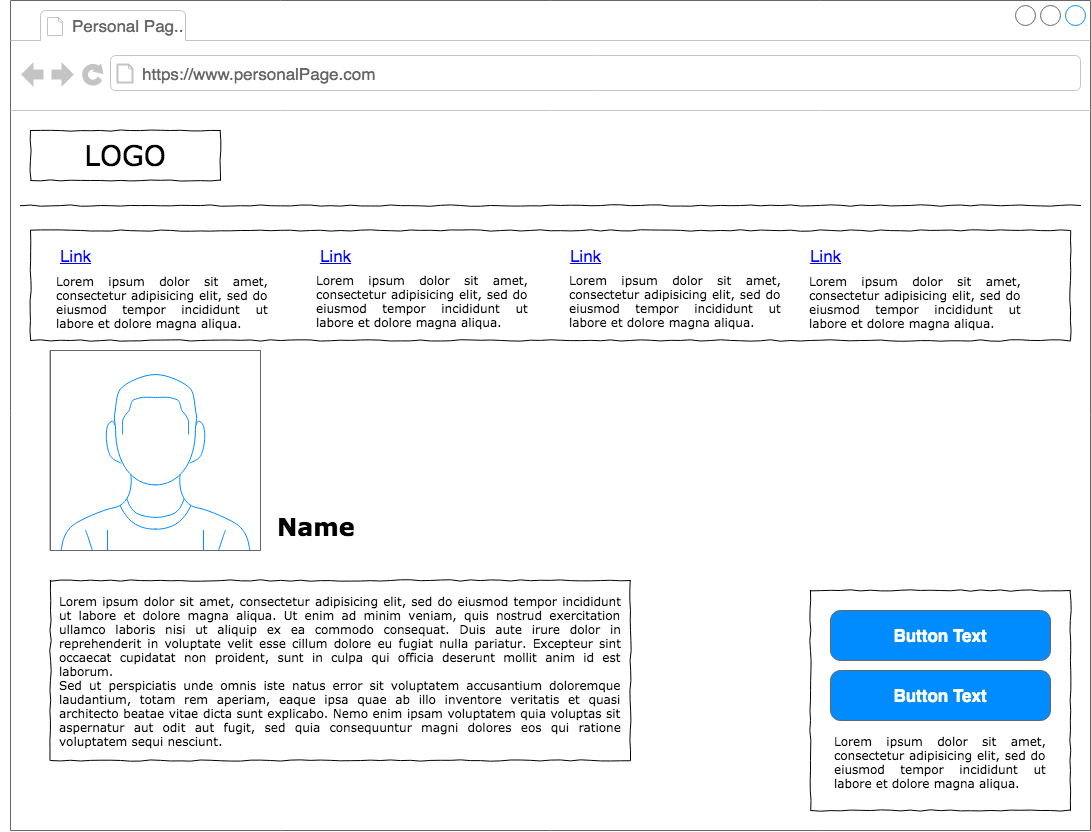 Personal Pag..
https://www.personalPage.com
LOGO
Link
Lorem ipsum dolor sit amet,
consectetur adipisicing elit, sed do
eiusmod tempor incididunt ut
labore et dolore magna aliqua.
Link
Lorem ipsum dolor sit amet,
consectetur adipisicing elit, sed do
eiusmod tempor incididunt ut
labore et dolore magna aliqua.
Link
Lorem ipsum dolor sit amet,
consectetur adipisicing elit, sed do
eiusmod tempor incididunt ut
labore et dolore magna aliqua.
Link
Lorem ipsum dolor sit amet,
consectetur adipisicing elit, sed do
eiusmod tempor incididunt ut
labore et dolore magna aliqua.
Name
Lorem ipsum dolor sit amet, consectetur adipisicing elit, sed do eiusmod tempor incididunt
ut labore et dolore magna aliqua. Ut enim ad minim veniam, quis nostrud exercitation
ullamco laboris nisi ut aliquip ex ea commodo consequat. Duis aute irure dolor in
reprehenderit in voluptate velit esse cillum dolore eu fugiat nulla pariatur. Excepteur sint
occaecat cupidatat non proident, sunt in culpa qui officia deserunt mollit anim id est
laborum.
Sed ut perspiciatis unde omnis iste natus error sit voluptatem accusantium doloremque
laudantium, totam rem aperiam, eaque ipsa quae ab illo inventore veritatis et quasi
architecto beatae vitae dicta sunt explicabo. Nemo enim ipsam voluptatem quia voluptas sit
aspernatur aut odit aut fugit, sed quia consequuntur magni dolores eos qui ratione
voluptatem sequi nesciunt.
Button Text
Button Text
Lorem ipsum dolor sit amet,
consectetur adipisicing elit, sed do
eiusmod tempor incididunt ut
labore et dolore magna aliqua.